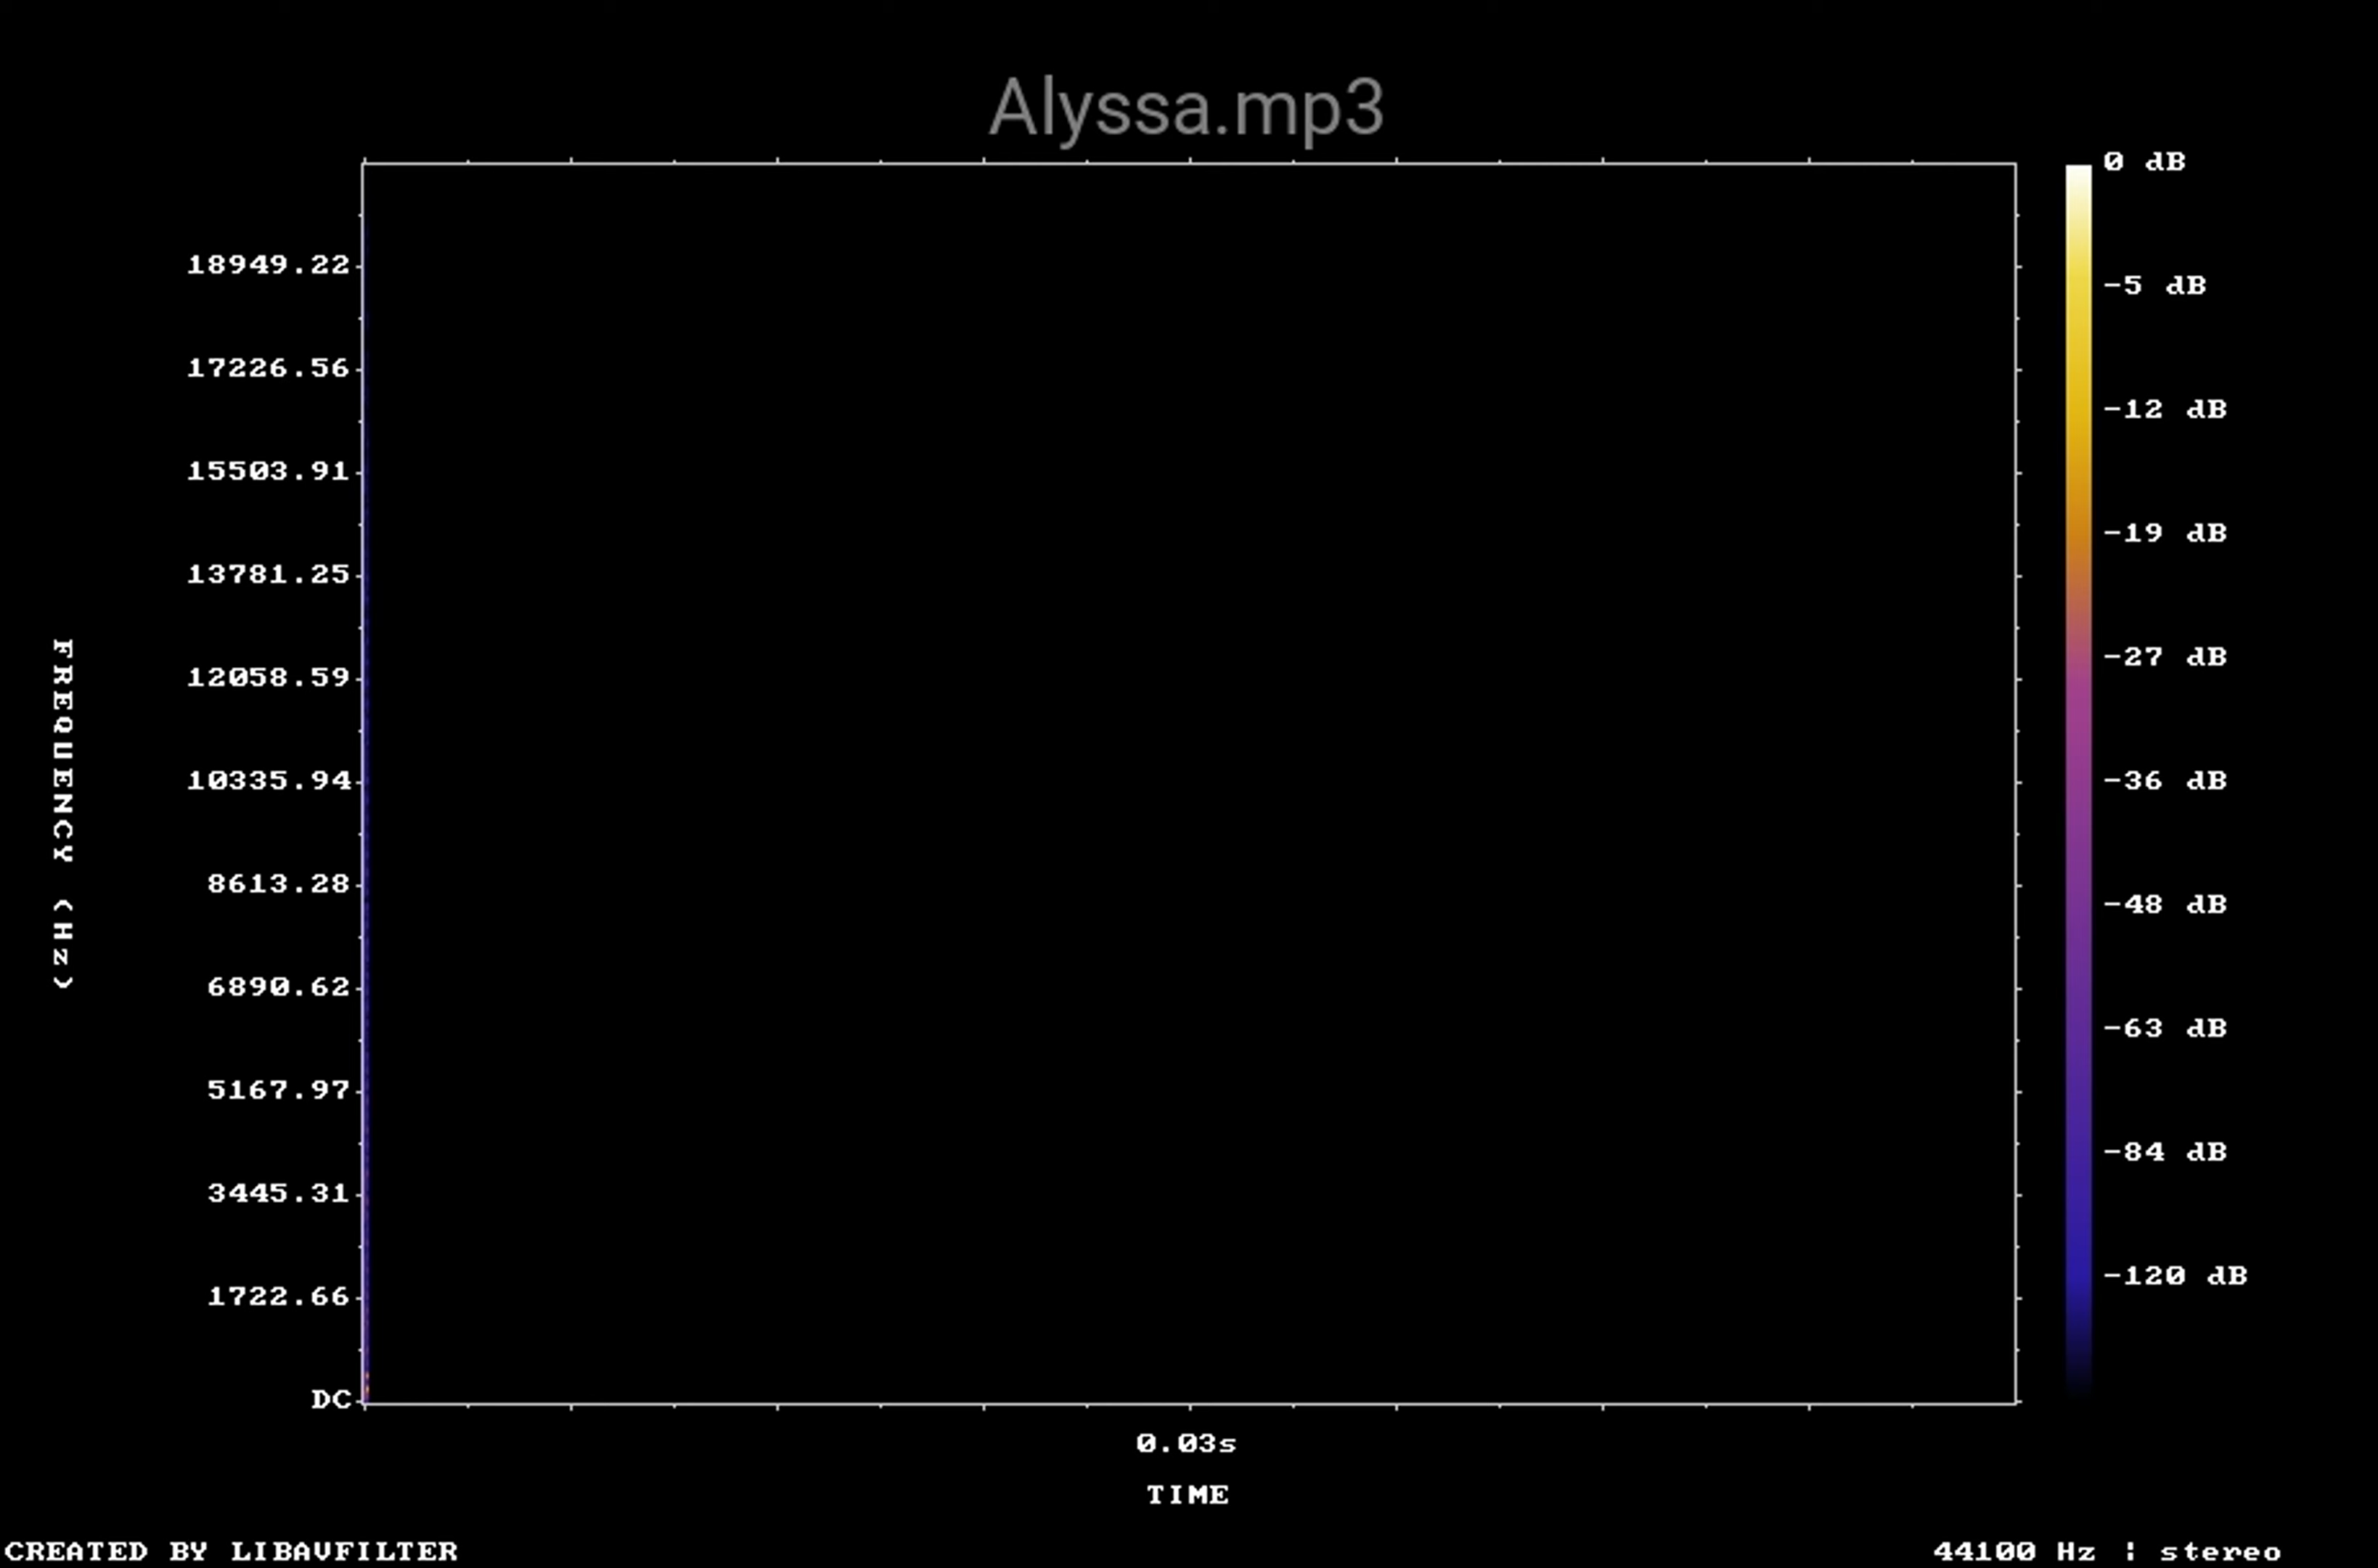 Alyssa.mp3
0 dB
18949.22
-5 dB
17226.56
-12 dB
15503.91
-19 dB
13781.25
-27 dB
12058.59
-36 dB
10335.94
-48 dB
8613.28
-63 dB
6890.62
5167.97
-84 dB
3445.31
-120 dB
1722.66
DC
FREQUENCY (Hz)
0.03s
TIME
CREATED BY LIBAVFILTER
44100 Hz | stereo